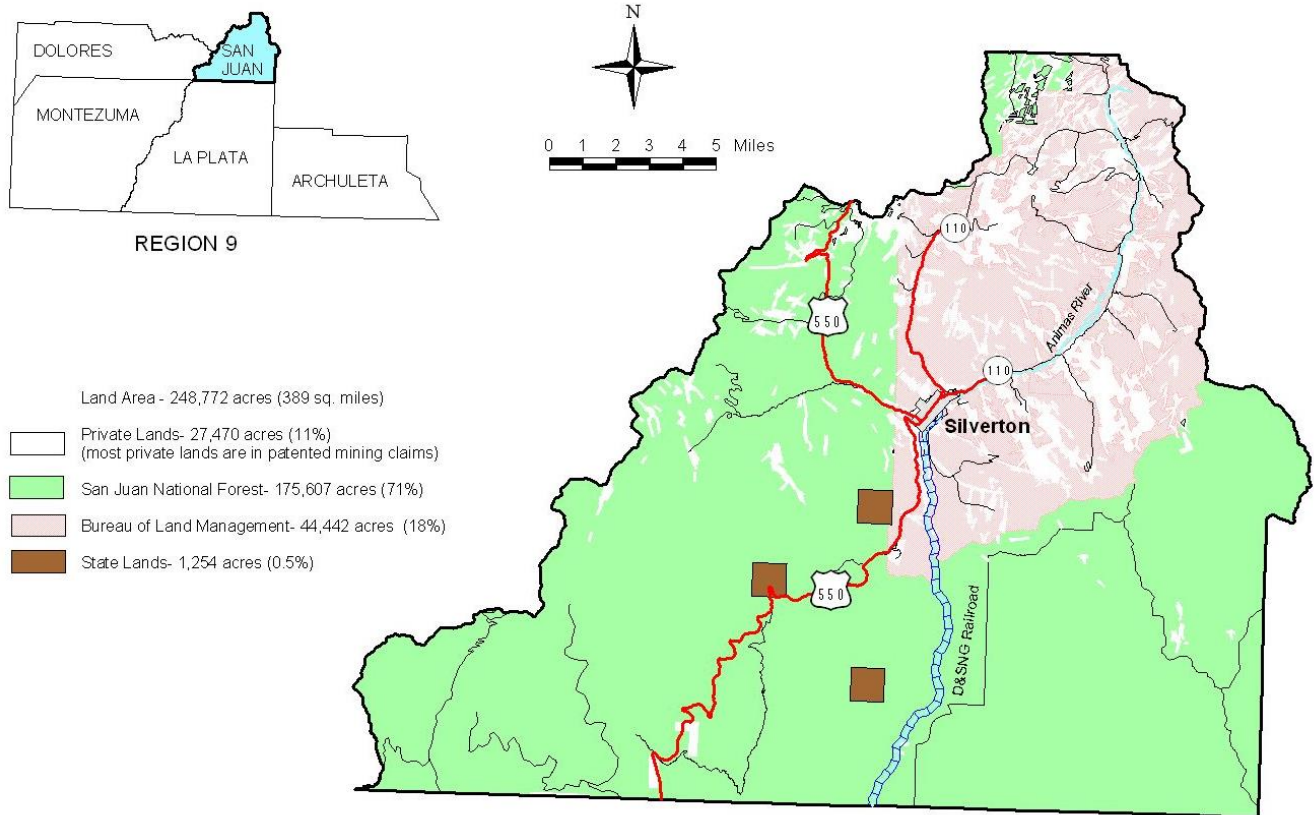 DOLORES
SAN
JUAN
MONTEZUMA
LA PLATA
ARCHULETA
REGION 9
N
0 1 2 3 4 5 Miles
Land Area - 248,772 acres (389 sq. miles)
Private Lands- 27,470 acres (11%)
(most private lands are in patented mining claims)
San Juan National Forest- 175,607 acres (71%)
Bureau of Land Management- 44,442 acres (18%)
State Lands- 1,254 acres (0.5%)
110
550
Animas River
110
Silverton
550
D&SNG Railroad